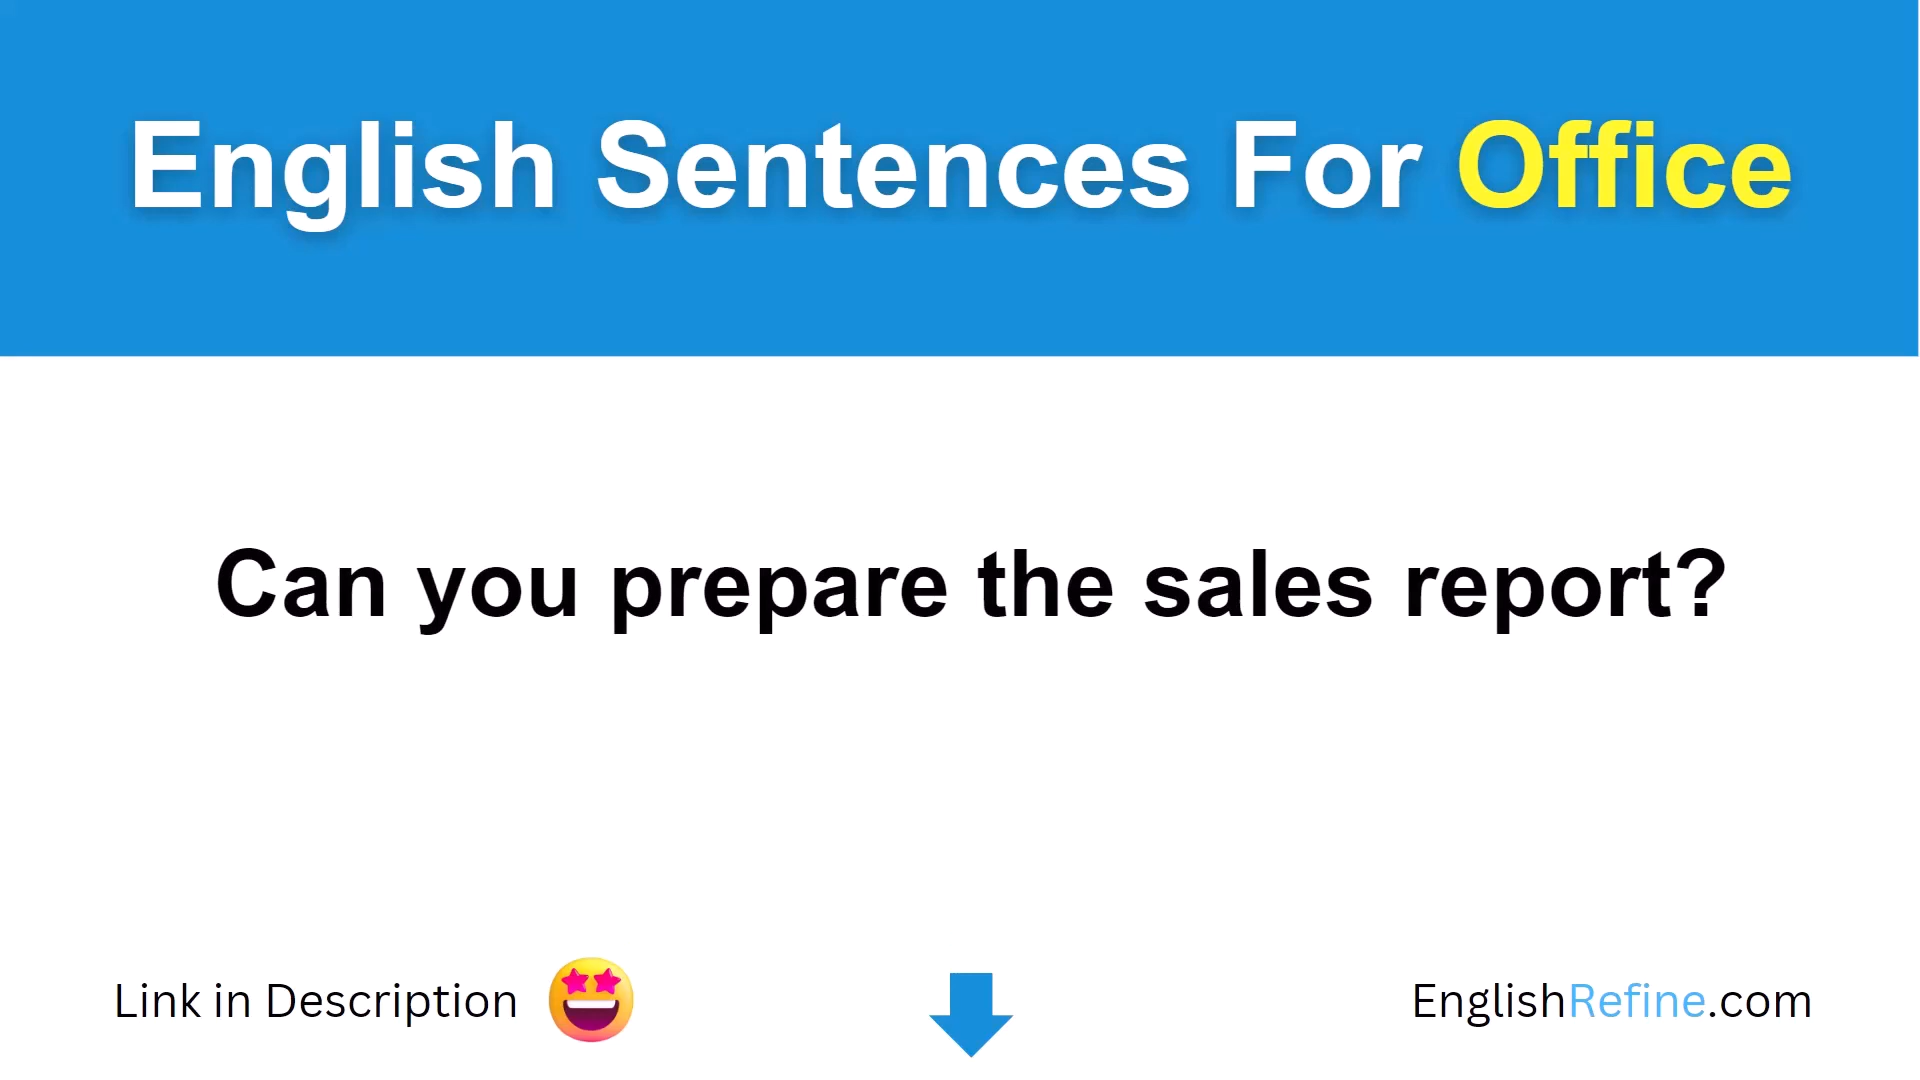 English Sentences For Office
Can you prepare the sales report?
Link in Description
EnglishRefine.com